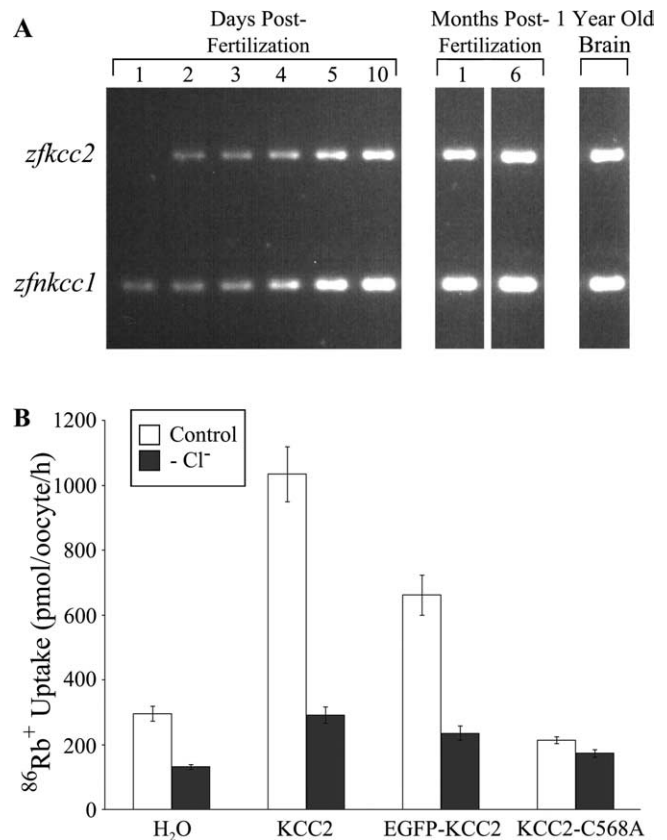 A
Days Post- Months Post- 1 Year Old
Fertilization Fertilization Brain
1 2 3 4 5 10 1 6
zfkcc2
zfnkcc1
B
1200
1000
800
600
400
200
0
⁸⁶Rb⁺ Uptake (pmol/oocyte/h)
Control
- Cl⁻
H₂O KCC2 EGFP-KCC2 KCC2-C568A